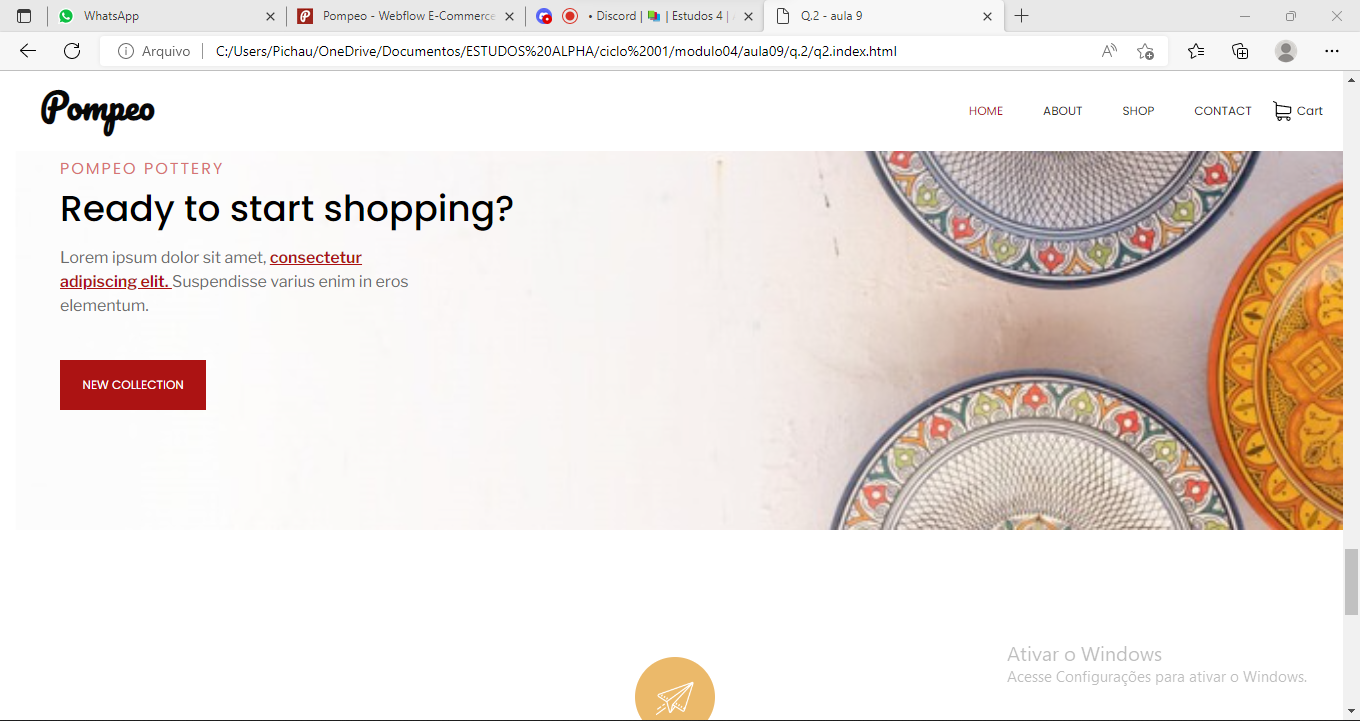 WhatsApp
Pompeo - Webflow E-Commerce
• Discord | | Estudos 4 |
Q.2 - aula 9
Arquivo
C:/Users/Pichau/OneDrive/Documentos/ESTUDOS%20ALPHA/ciclo%2001/modulo04/aula09/q.2/q2.index.html
Pompeo
HOME ABOUT SHOP CONTACT Cart
POMPEO POTTERY
Ready to start shopping?
Lorem ipsum dolor sit amet, consectetur
adipiscing elit. Suspendisse varius enim in eros
elementum.
NEW COLLECTION
Ativar o Windows
Acesse Configurações para ativar o Windows.